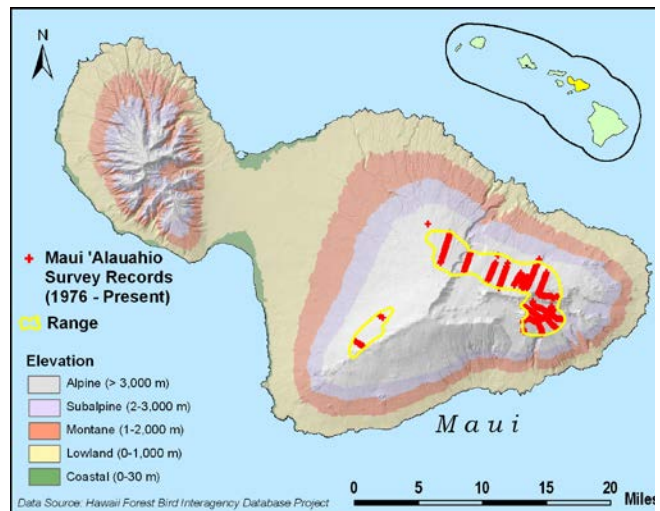 N
+ Maui 'Alauahio
Survey Records
(1976 - Present)
Range
Elevation
Alpine (> 3,000 m)
Subalpine (2-3,000 m)
Montane (1-2,000 m)
Lowland (0-1,000 m)
Coastal (0-30 m)
Maui
Data Source: Hawaii Forest Bird Interagency Database Project
0 5 10 15 20
Miles